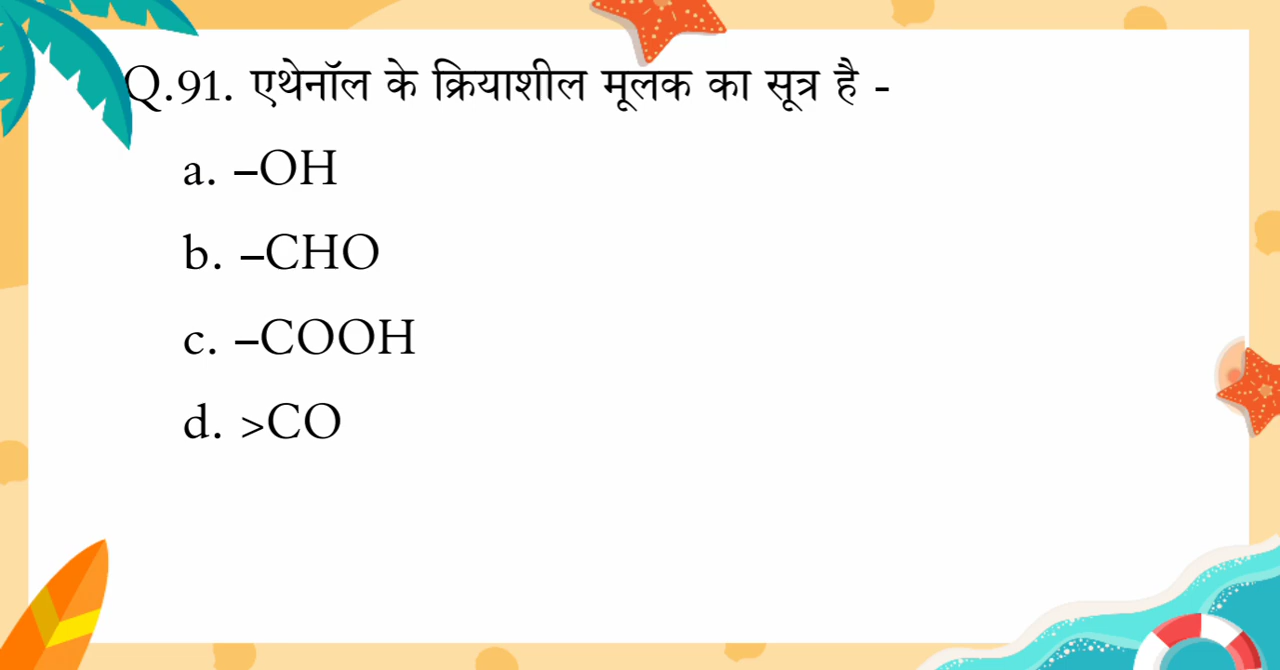 Q.91. एथेनॉल के क्रियाशील मूलक का सूत्र है -
a. –OH
b. –CHO
c. –COOH
d. >CO